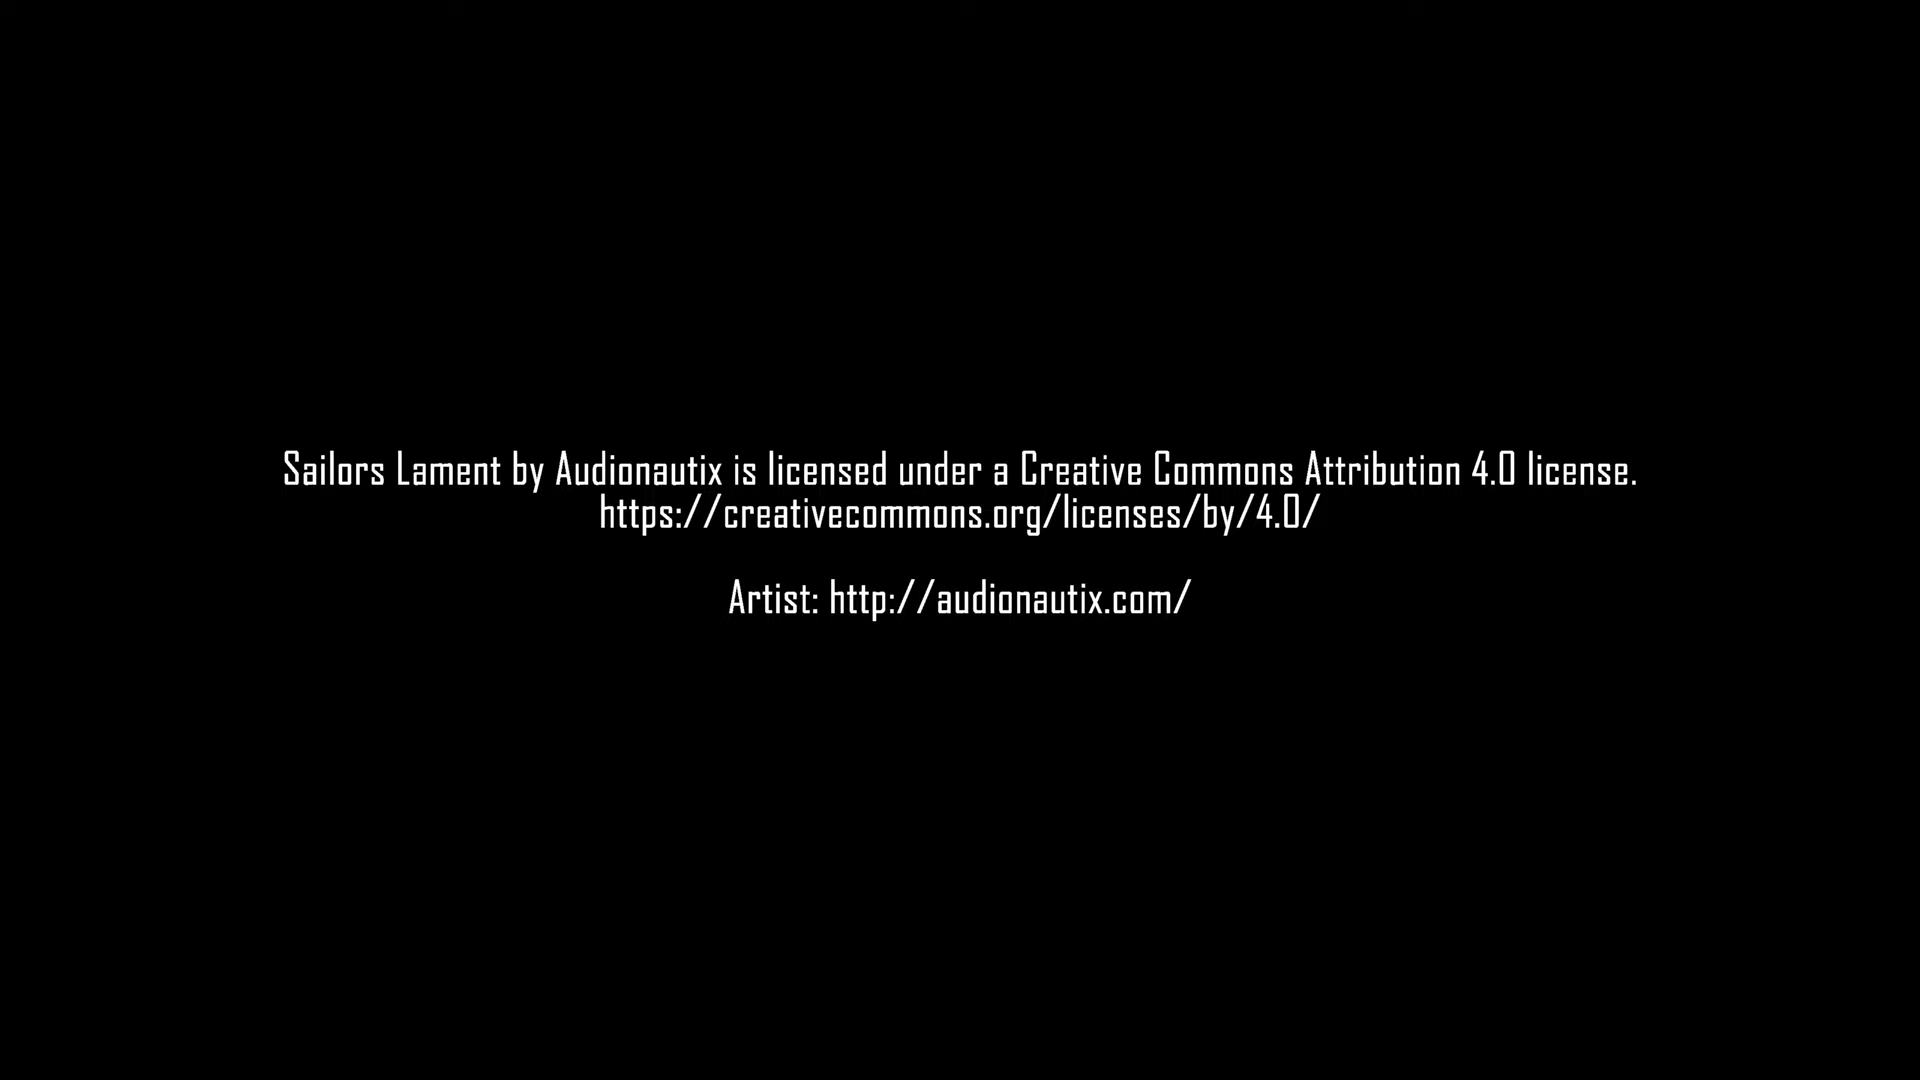 Sailors Lament by Audionautix is licensed under a Creative Commons Attribution 4.0 license.
https://creativecommons.org/licenses/by/4.0/
Artist: http://audionautix.com/